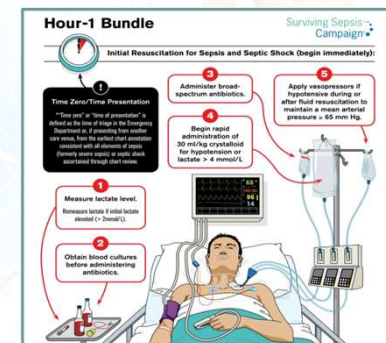 Hour-1 Bundle
Surviving Sepsis
Campaign
Initial Resuscitation for Sepsis and Septic Shock (begin immediately):
!
Time Zero/Time Presentation
"Time zero" or "time of presentation" is
defined as the time of triage in the Emergency
Department or, if presenting from another
care venue, from the earliest chart annotation
consistent with all elements of sepsis
(formerly severe sepsis) or septic shock
ascertained through chart review.
1
Measure lactate level.
Remeasure lactate if initial lactate
elevated (> 2mmol/L).
2
Obtain blood cultures
before administering
antibiotics.
3
Administer broad-
spectrum antibiotics.
4
Begin rapid
administration of
30 ml/kg crystalloid
for hypotension or
lactate > 4 mmol/L
5
Apply vasopressors if
hypotensive during or
after fluid resuscitation to
maintain a mean arterial
pressure ≥ 65 mm Hg.